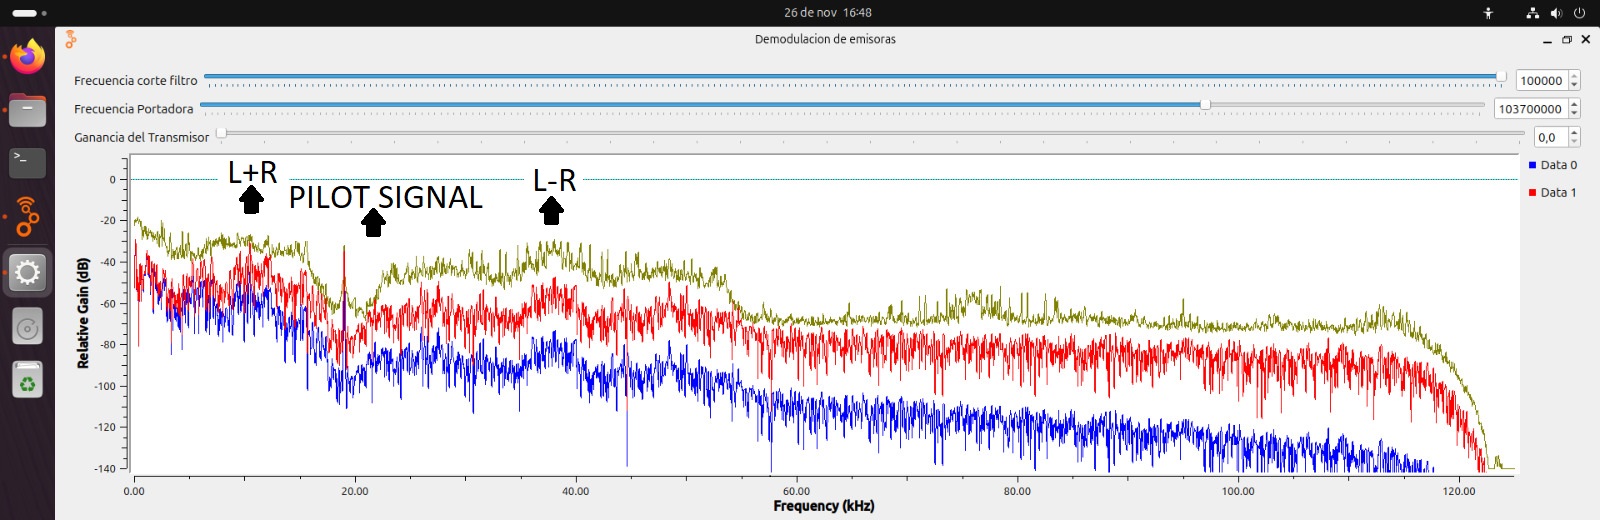 26 de nov 16:48
Demodulacion de emisoras
Frecuencia corte filtro
100000
Frecuencia Portadora
103700000
Ganancia del Transmisor
0,0
L+R
PILOT SIGNAL
L-R
Data 0
Data 1
Relative Gain (dB)
0
-20
-40
-60
-80
-100
-120
-140
0.00 20.00 40.00 60.00 80.00 100.00 120.00
Frequency (kHz)